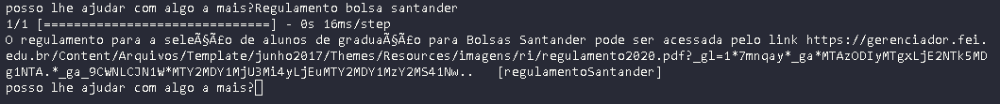 posso lhe ajudar com algo a mais?Regulamento bolsa santander
1/1 [==============================] - 0s 16ms/step
O regulamento para a seleÃ§Ã£o de alunos de graduaÃ§Ã£o para Bolsas Santander pode ser acessada pelo link https://gerenciador.fei.
edu.br/Content/Arquivos/Template/junho2017/Themes/Resources/imagens/ri/regulamento2020.pdf?_gl=1*7mnqay*_ga*MTAzODIyMTgxLjE2NTk5MD
g1NTA.*_ga_9CWNLCJN1W*MTY2MDY1MjU3Mi4yLjEuMTY2MDY1MzY2MS41Nw..   [regulamentoSantander]
posso lhe ajudar com algo a mais?